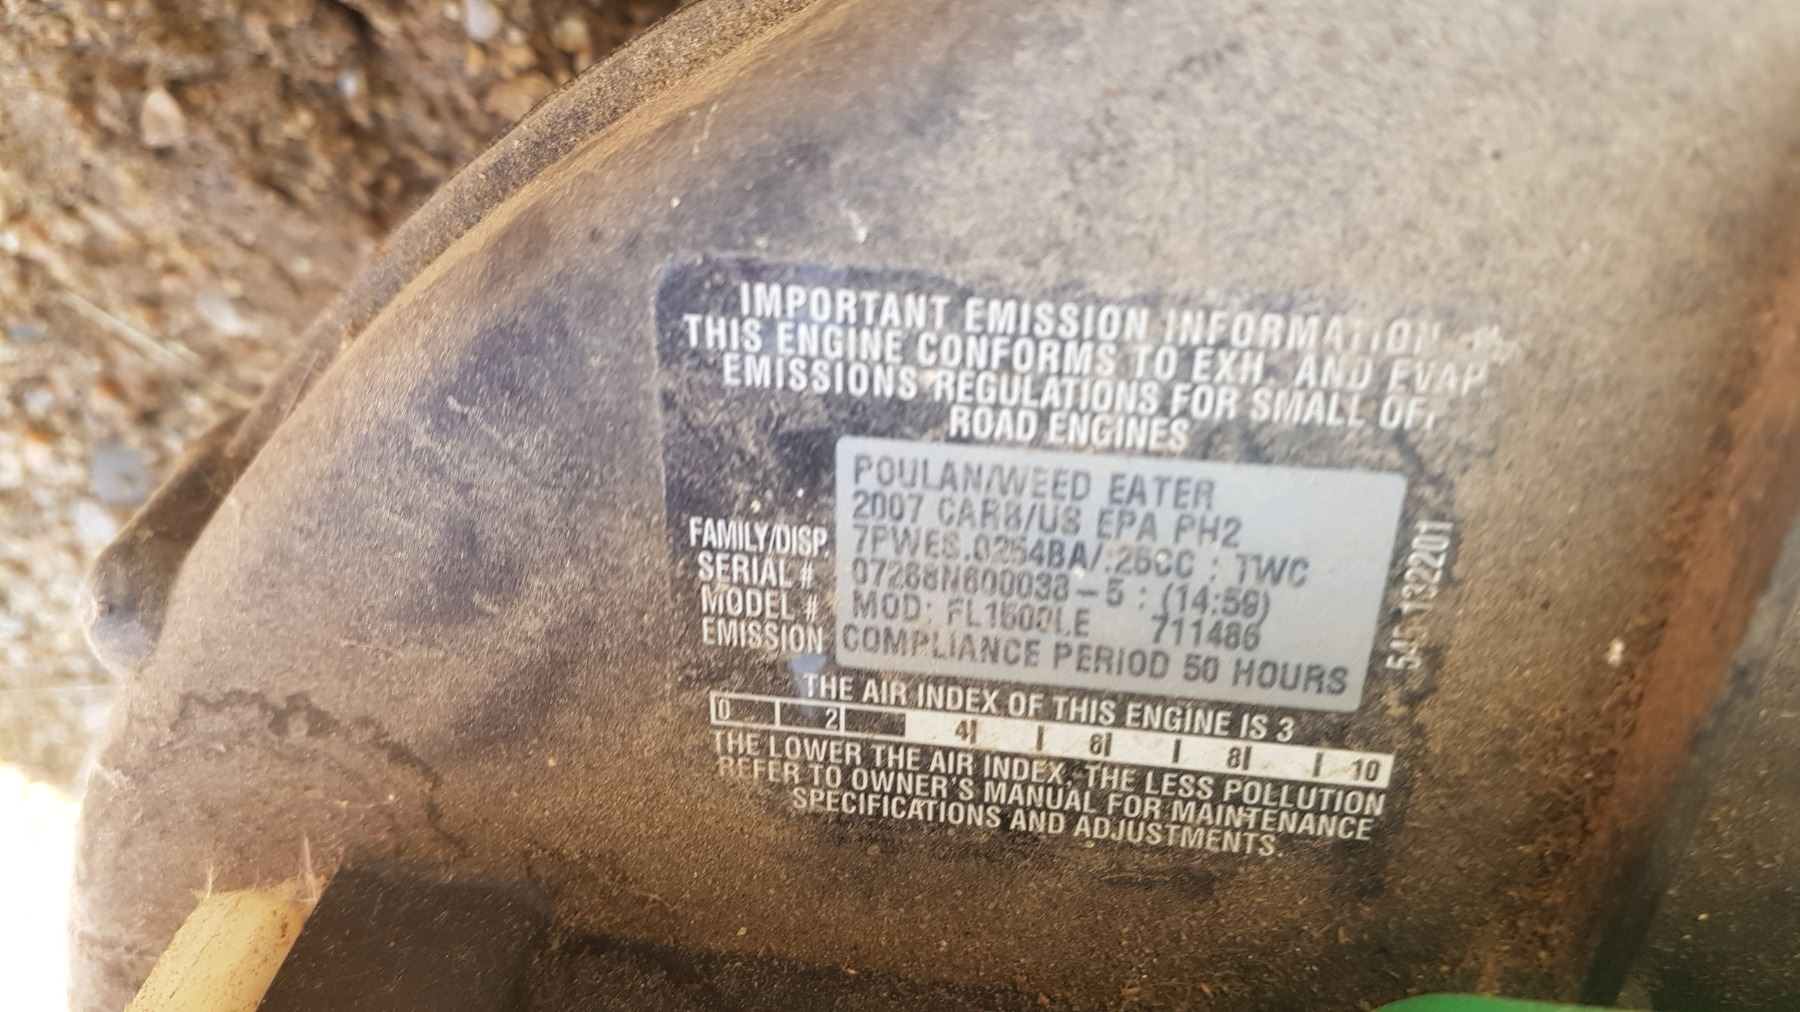 IMPORTANT EMISSION INFORMATION
THIS ENGINE CONFORMS TO EXH. AND EVAP
EMISSIONS REGULATIONS FOR SMALL OFF
ROAD ENGINES
POULAN/WEED EATER
2007 CARB/US EPA PH2
FAMILY/DISP. 7PWES.0254BA/.25CC : TWC
SERIAL # - 5 : (14:59)
MODEL # MOD: FL1500LE 711486
EMISSION COMPLIANCE PERIOD 50 HOURS
545132201
THE AIR INDEX OF THIS ENGINE IS 3
0 2 4 6 8 10
THE LOWER THE AIR INDEX, THE LESS POLLUTION
REFER TO OWNER'S MANUAL FOR MAINTENANCE
SPECIFICATIONS AND ADJUSTMENTS.